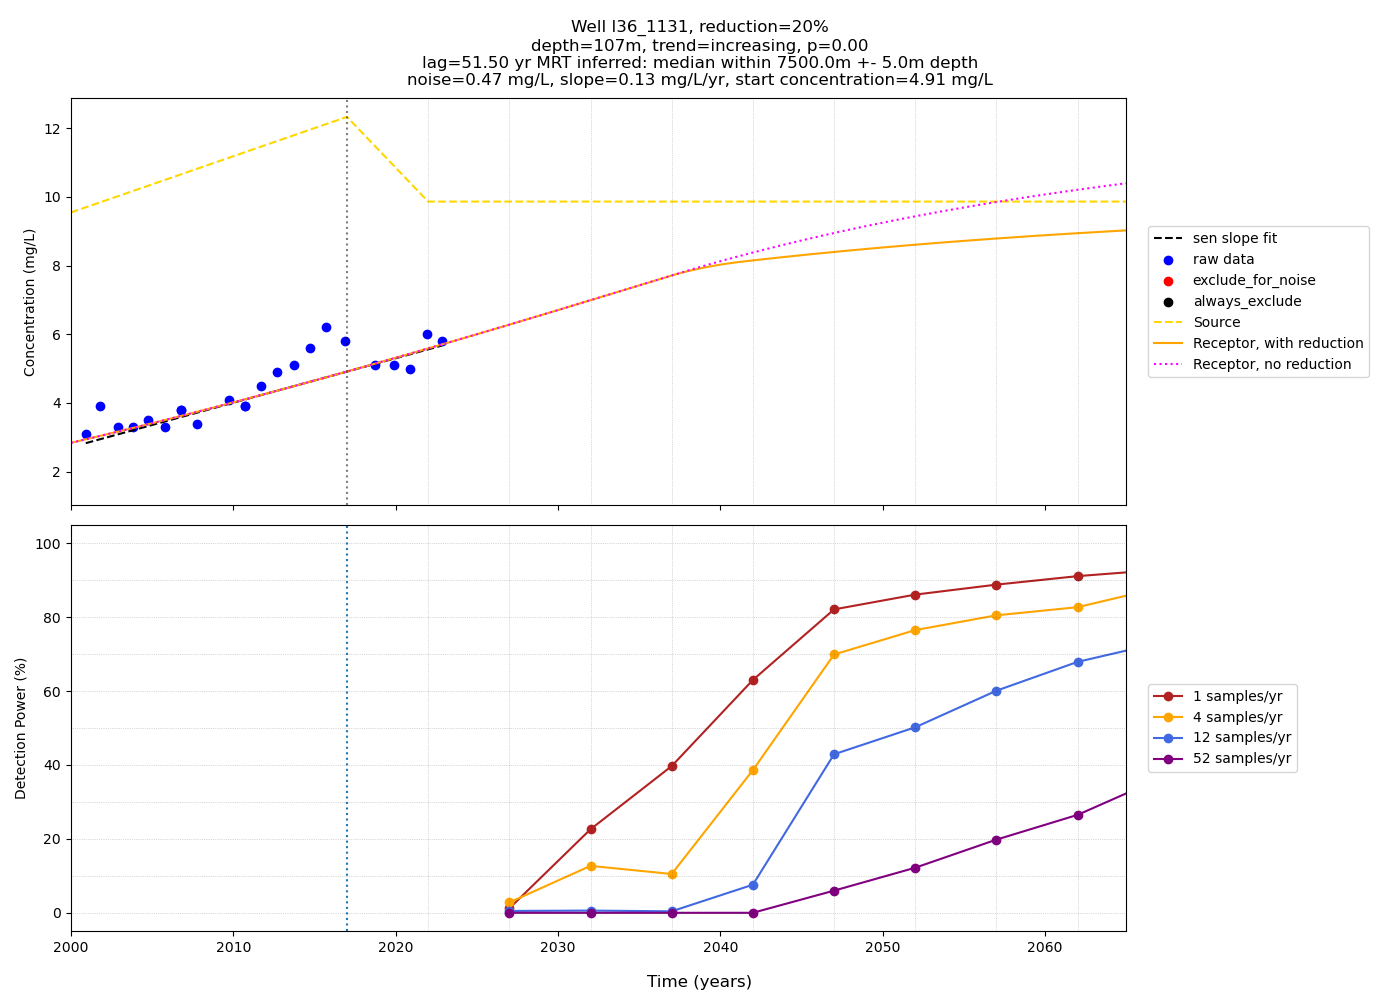 Well l36_1131, reduction=20%
depth=107m, trend=increasing, p=0.00
lag=51.50 yr MRT inferred: median within 7500.0m +- 5.0m depth
noise=0.47 mg/L, slope=0.13 mg/L/yr, start concentration=4.91 mg/L
Concentration (mg/L)
12
10
8
6
4
2
sen slope fit
raw data
exclude_for_noise
always_exclude
Source
Receptor, with reduction
Receptor, no reduction
Detection Power (%)
100
80
60
40
20
0
1 samples/yr
4 samples/yr
12 samples/yr
52 samples/yr
2000 2010 2020 2030 2040 2050 2060
Time (years)